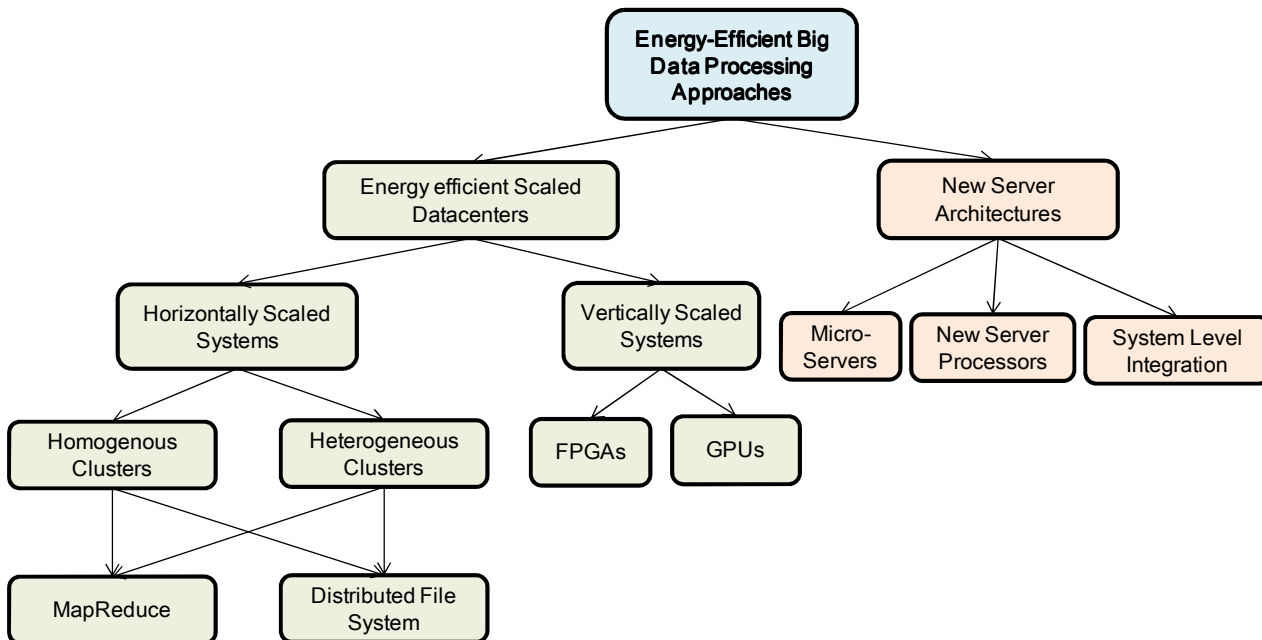 Energy-Efficient Big
Data Processing
Approaches
Energy efficient Scaled
Datacenters
New Server
Architectures
Horizontally Scaled
Systems
Vertically Scaled
Systems
Micro-
Servers
New Server
Processors
System Level
Integration
Homogenous
Clusters
Heterogeneous
Clusters
FPGAs
GPUs
MapReduce
Distributed File
System